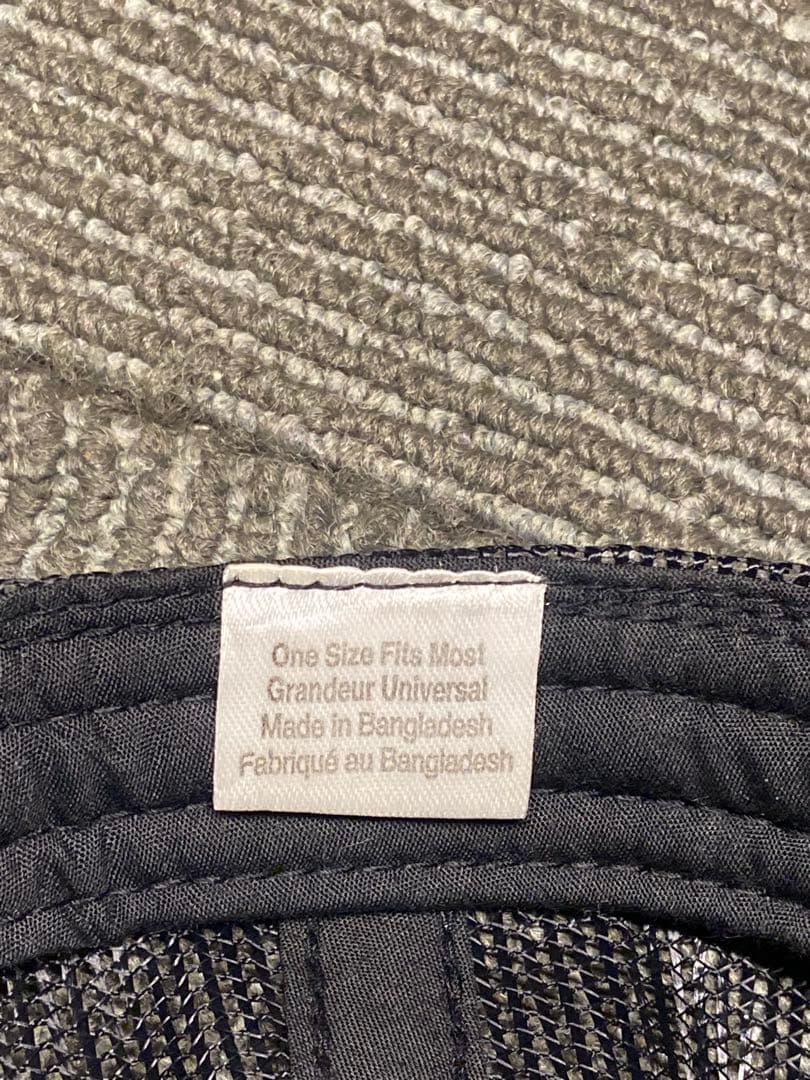 One Size Fits Most
Grandeur Universal
Made in Bangladesh
Fabriqué au Bangladesh